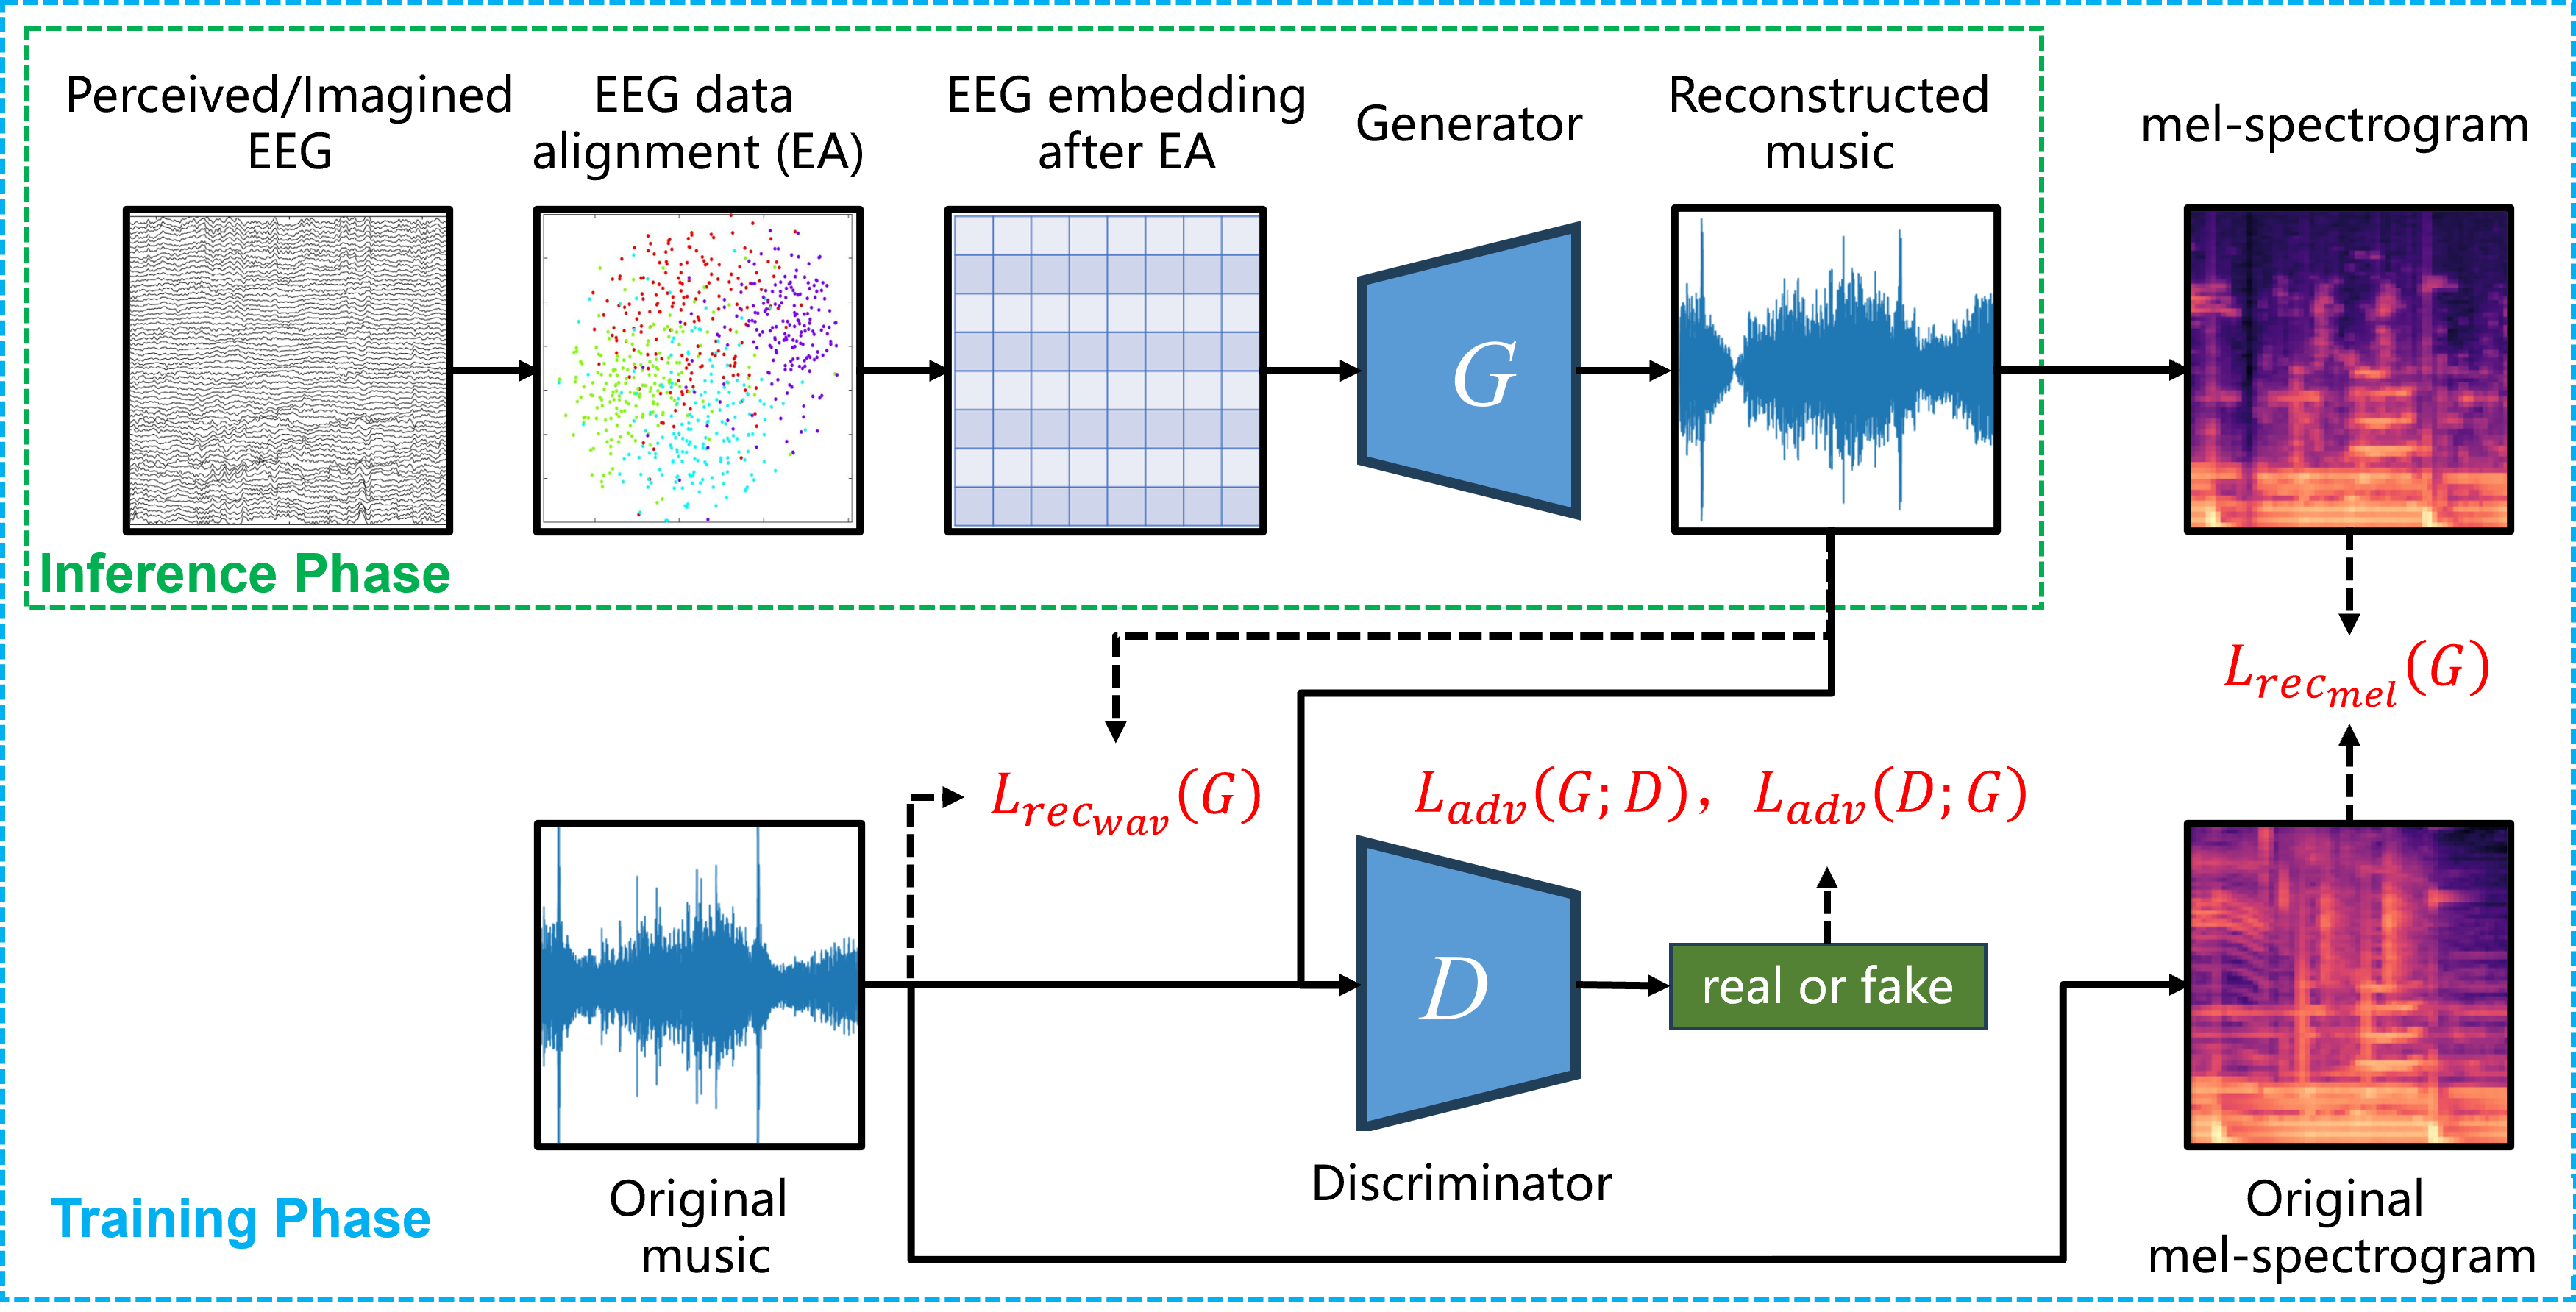 Perceived/Imagined
EEG
EEG data
alignment (EA)
EEG embedding
after EA
Generator
Reconstructed
music
mel-spectrogram
G
Inference Phase
L_{rec_{mel}}(G)
L_{rec_{wav}}(G)
L_{adv}(G; D), L_{adv}(D; G)
D
real or fake
Discriminator
Original
music
Training Phase
Original
mel-spectrogram